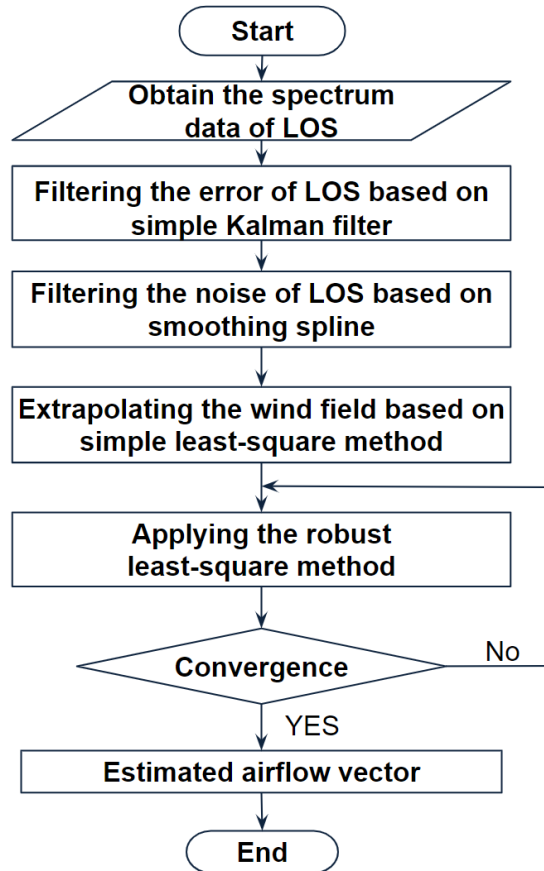 Start
Obtain the spectrum
data of LOS
Filtering the error of LOS based on
simple Kalman filter
Filtering the noise of LOS based on
smoothing spline
Extrapolating the wind field based on
simple least-square method
Applying the robust
least-square method
Convergence
No
YES
Estimated airflow vector
End